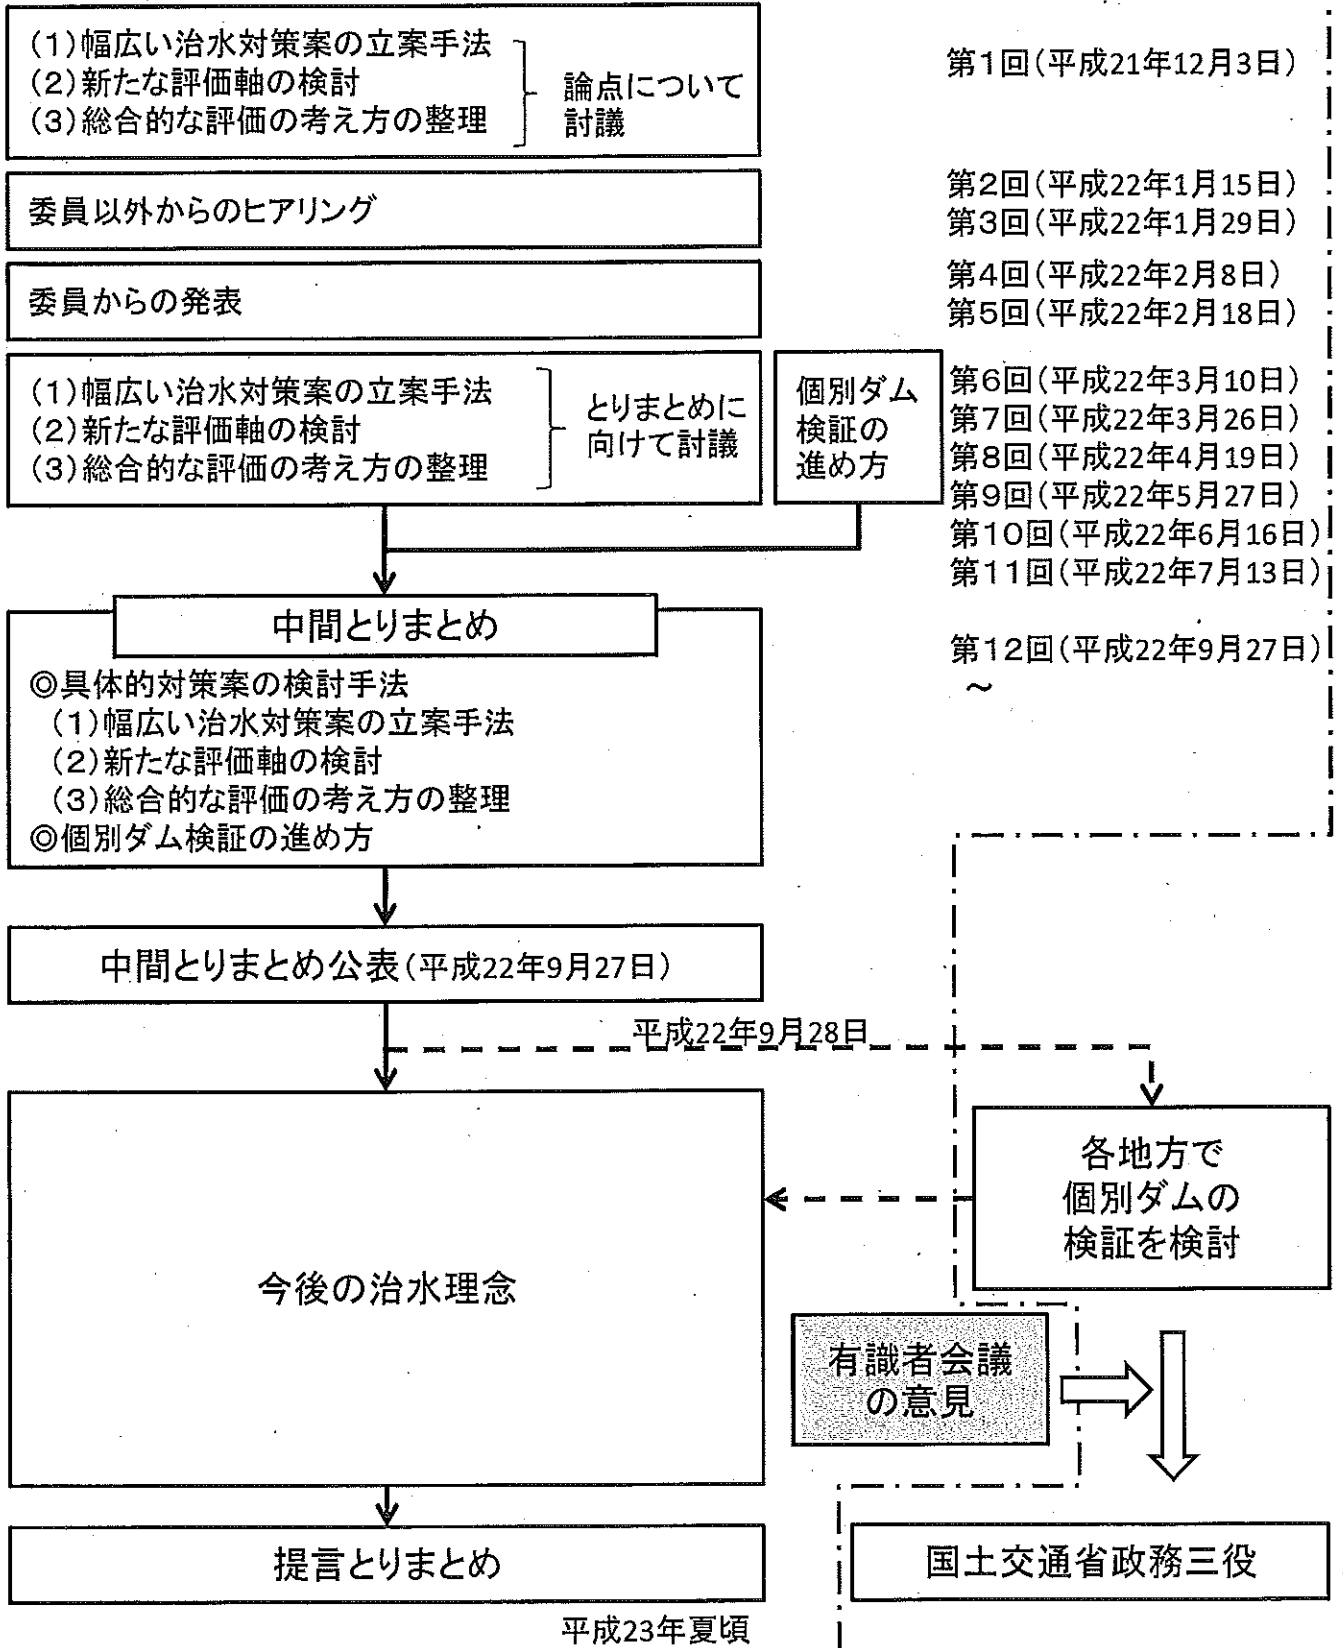 (1)幅広い治水対策案の立案手法
(2)新たな評価軸の検討
(3)総合的な評価の考え方の整理
論点について
討議
第1回(平成21年12月3日)
委員以外からのヒアリング
第2回(平成22年1月15日)
第3回(平成22年1月29日)
委員からの発表
第4回(平成22年2月8日)
第5回(平成22年2月18日)
(1)幅広い治水対策案の立案手法
(2)新たな評価軸の検討
(3)総合的な評価の考え方の整理
とりまとめに
向けて討議
個別ダム
検証の
進め方
第6回(平成22年3月10日)
第7回(平成22年3月26日)
第8回(平成22年4月19日)
第9回(平成22年5月27日)
第10回(平成22年6月16日)
第11回(平成22年7月13日)
中間とりまとめ
第12回(平成22年9月27日)
~
◎具体的対策案の検討手法
(1)幅広い治水対策案の立案手法
(2)新たな評価軸の検討
(3)総合的な評価の考え方の整理
◎個別ダム検証の進め方
中間とりまとめ公表(平成22年9月27日)
平成22年9月28日
各地方で
個別ダムの
検証を検討
今後の治水理念
有識者会議
の意見
提言とりまとめ
国土交通省政務三役
平成23年夏頃